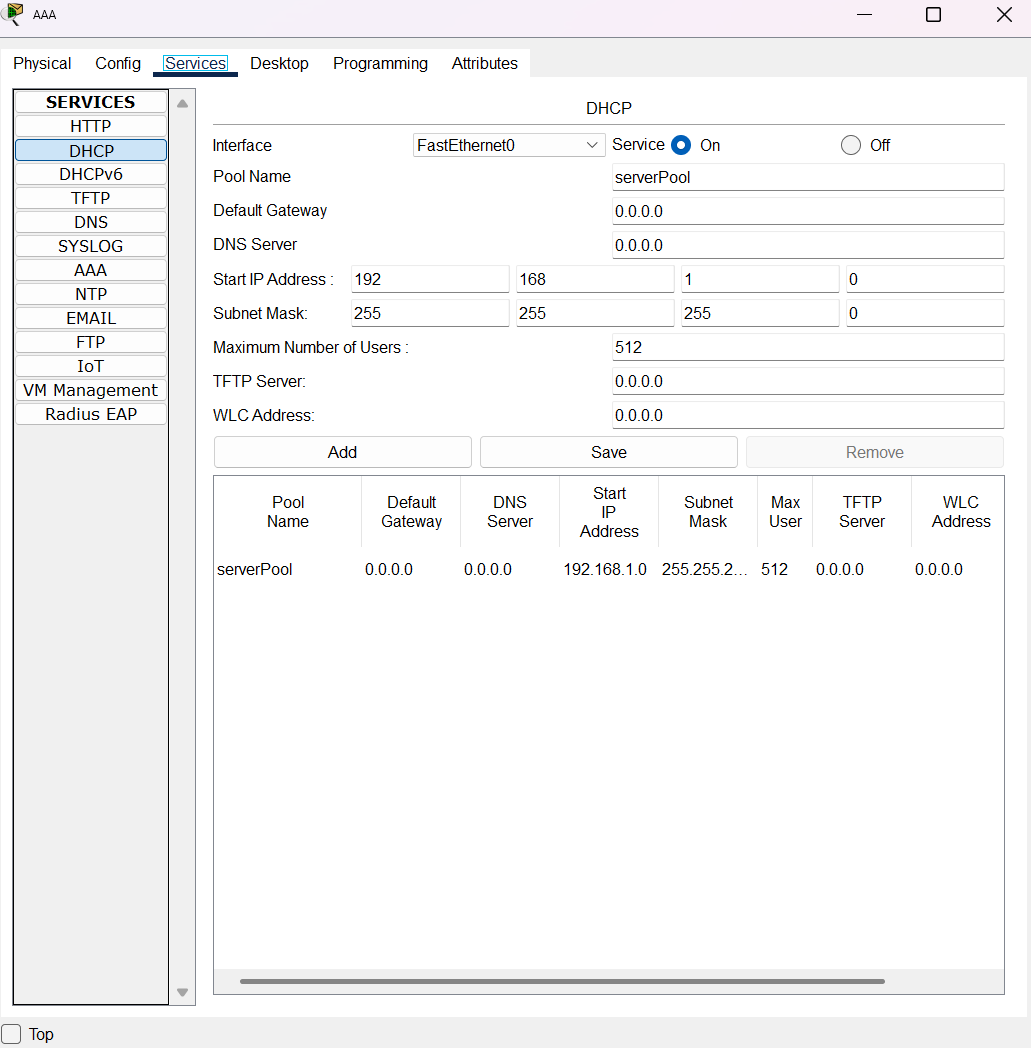 AAA
Physical Config Services Desktop Programming Attributes
SERVICES
HTTP
DHCP
DHCPv6
TFTP
DNS
SYSLOG
AAA
NTP
EMAIL
FTP
IoT
VM Management
Radius EAP
DHCP
Interface FastEthernet0 Service On Off
Pool Name serverPool
Default Gateway 0.0.0.0
DNS Server 0.0.0.0
Start IP Address : 192 168 1 0
Subnet Mask: 255 255 255 0
Maximum Number of Users : 512
TFTP Server: 0.0.0.0
WLC Address: 0.0.0.0
Add Save Remove
Pool Name Default Gateway DNS Server Start IP Address Subnet Mask Max User TFTP Server WLC Address
serverPool 0.0.0.0 0.0.0.0 192.168.1.0 255.255.2... 512 0.0.0.0 0.0.0.0
Top